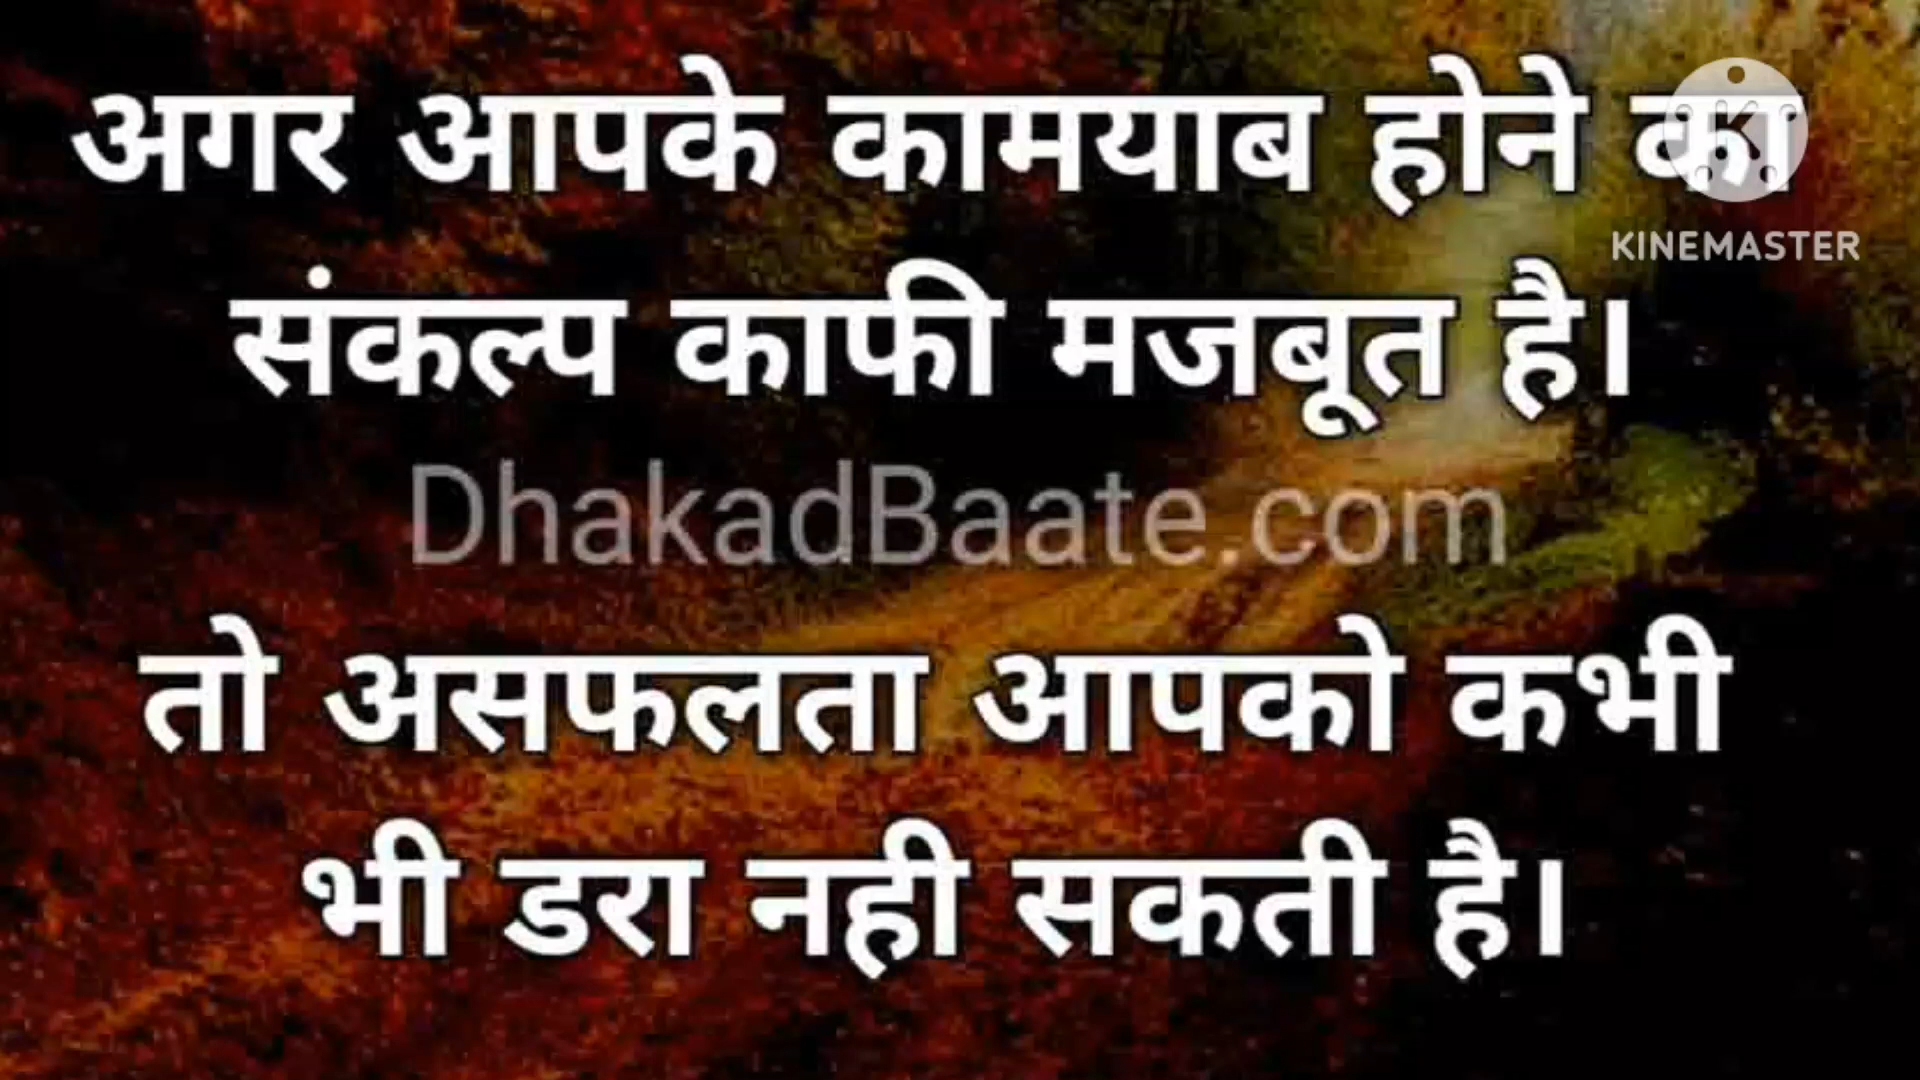 अगर आपके कामयाब होने का
KINEMASTER
संकल्प काफी मजबूत है।
DhakadBaate.com
तो असफलता आपको कभी
भी डरा नही सकती है।